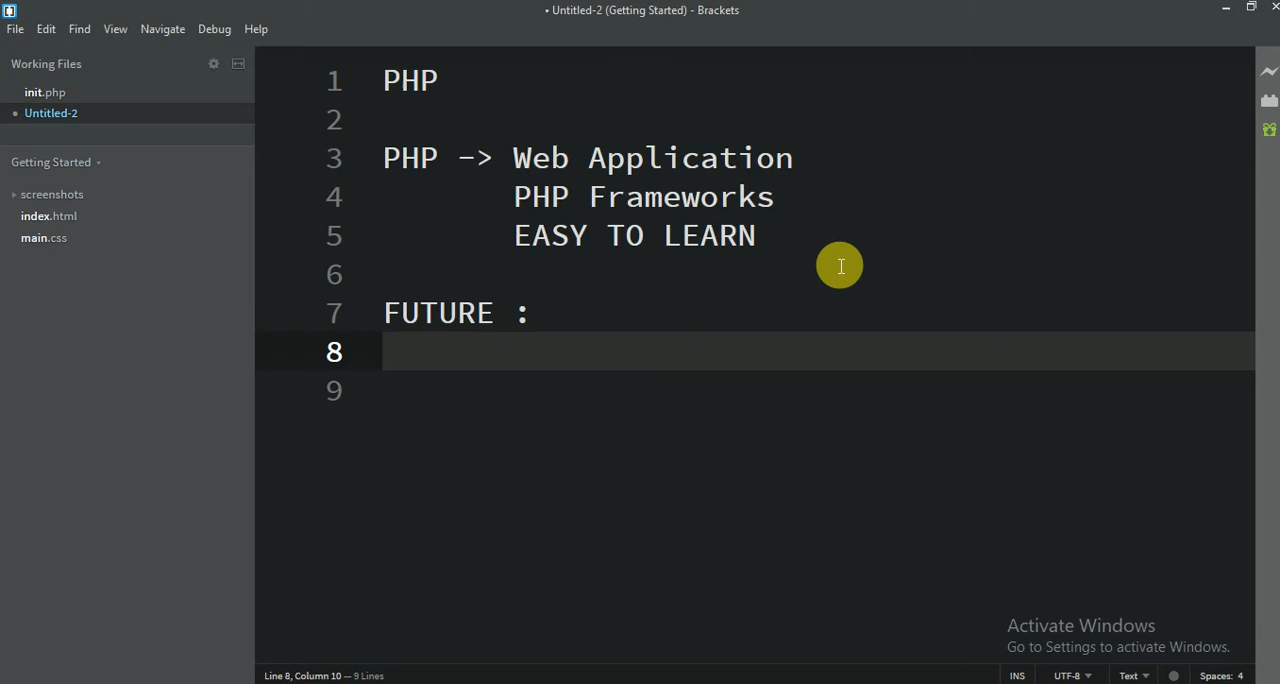 • Untitled-2 (Getting Started) - Brackets
File Edit Find View Navigate Debug Help
Working Files
init.php
• Untitled-2
Getting Started
screenshots
index.html
main.css
1 PHP
2
3 PHP -> Web Application
4 PHP Frameworks
5 EASY TO LEARN
6
7 FUTURE :
8
9
Activate Windows
Go to Settings to activate Windows.
Line 8, Column 10 — 9 Lines
INS UTF-8 Text Spaces: 4